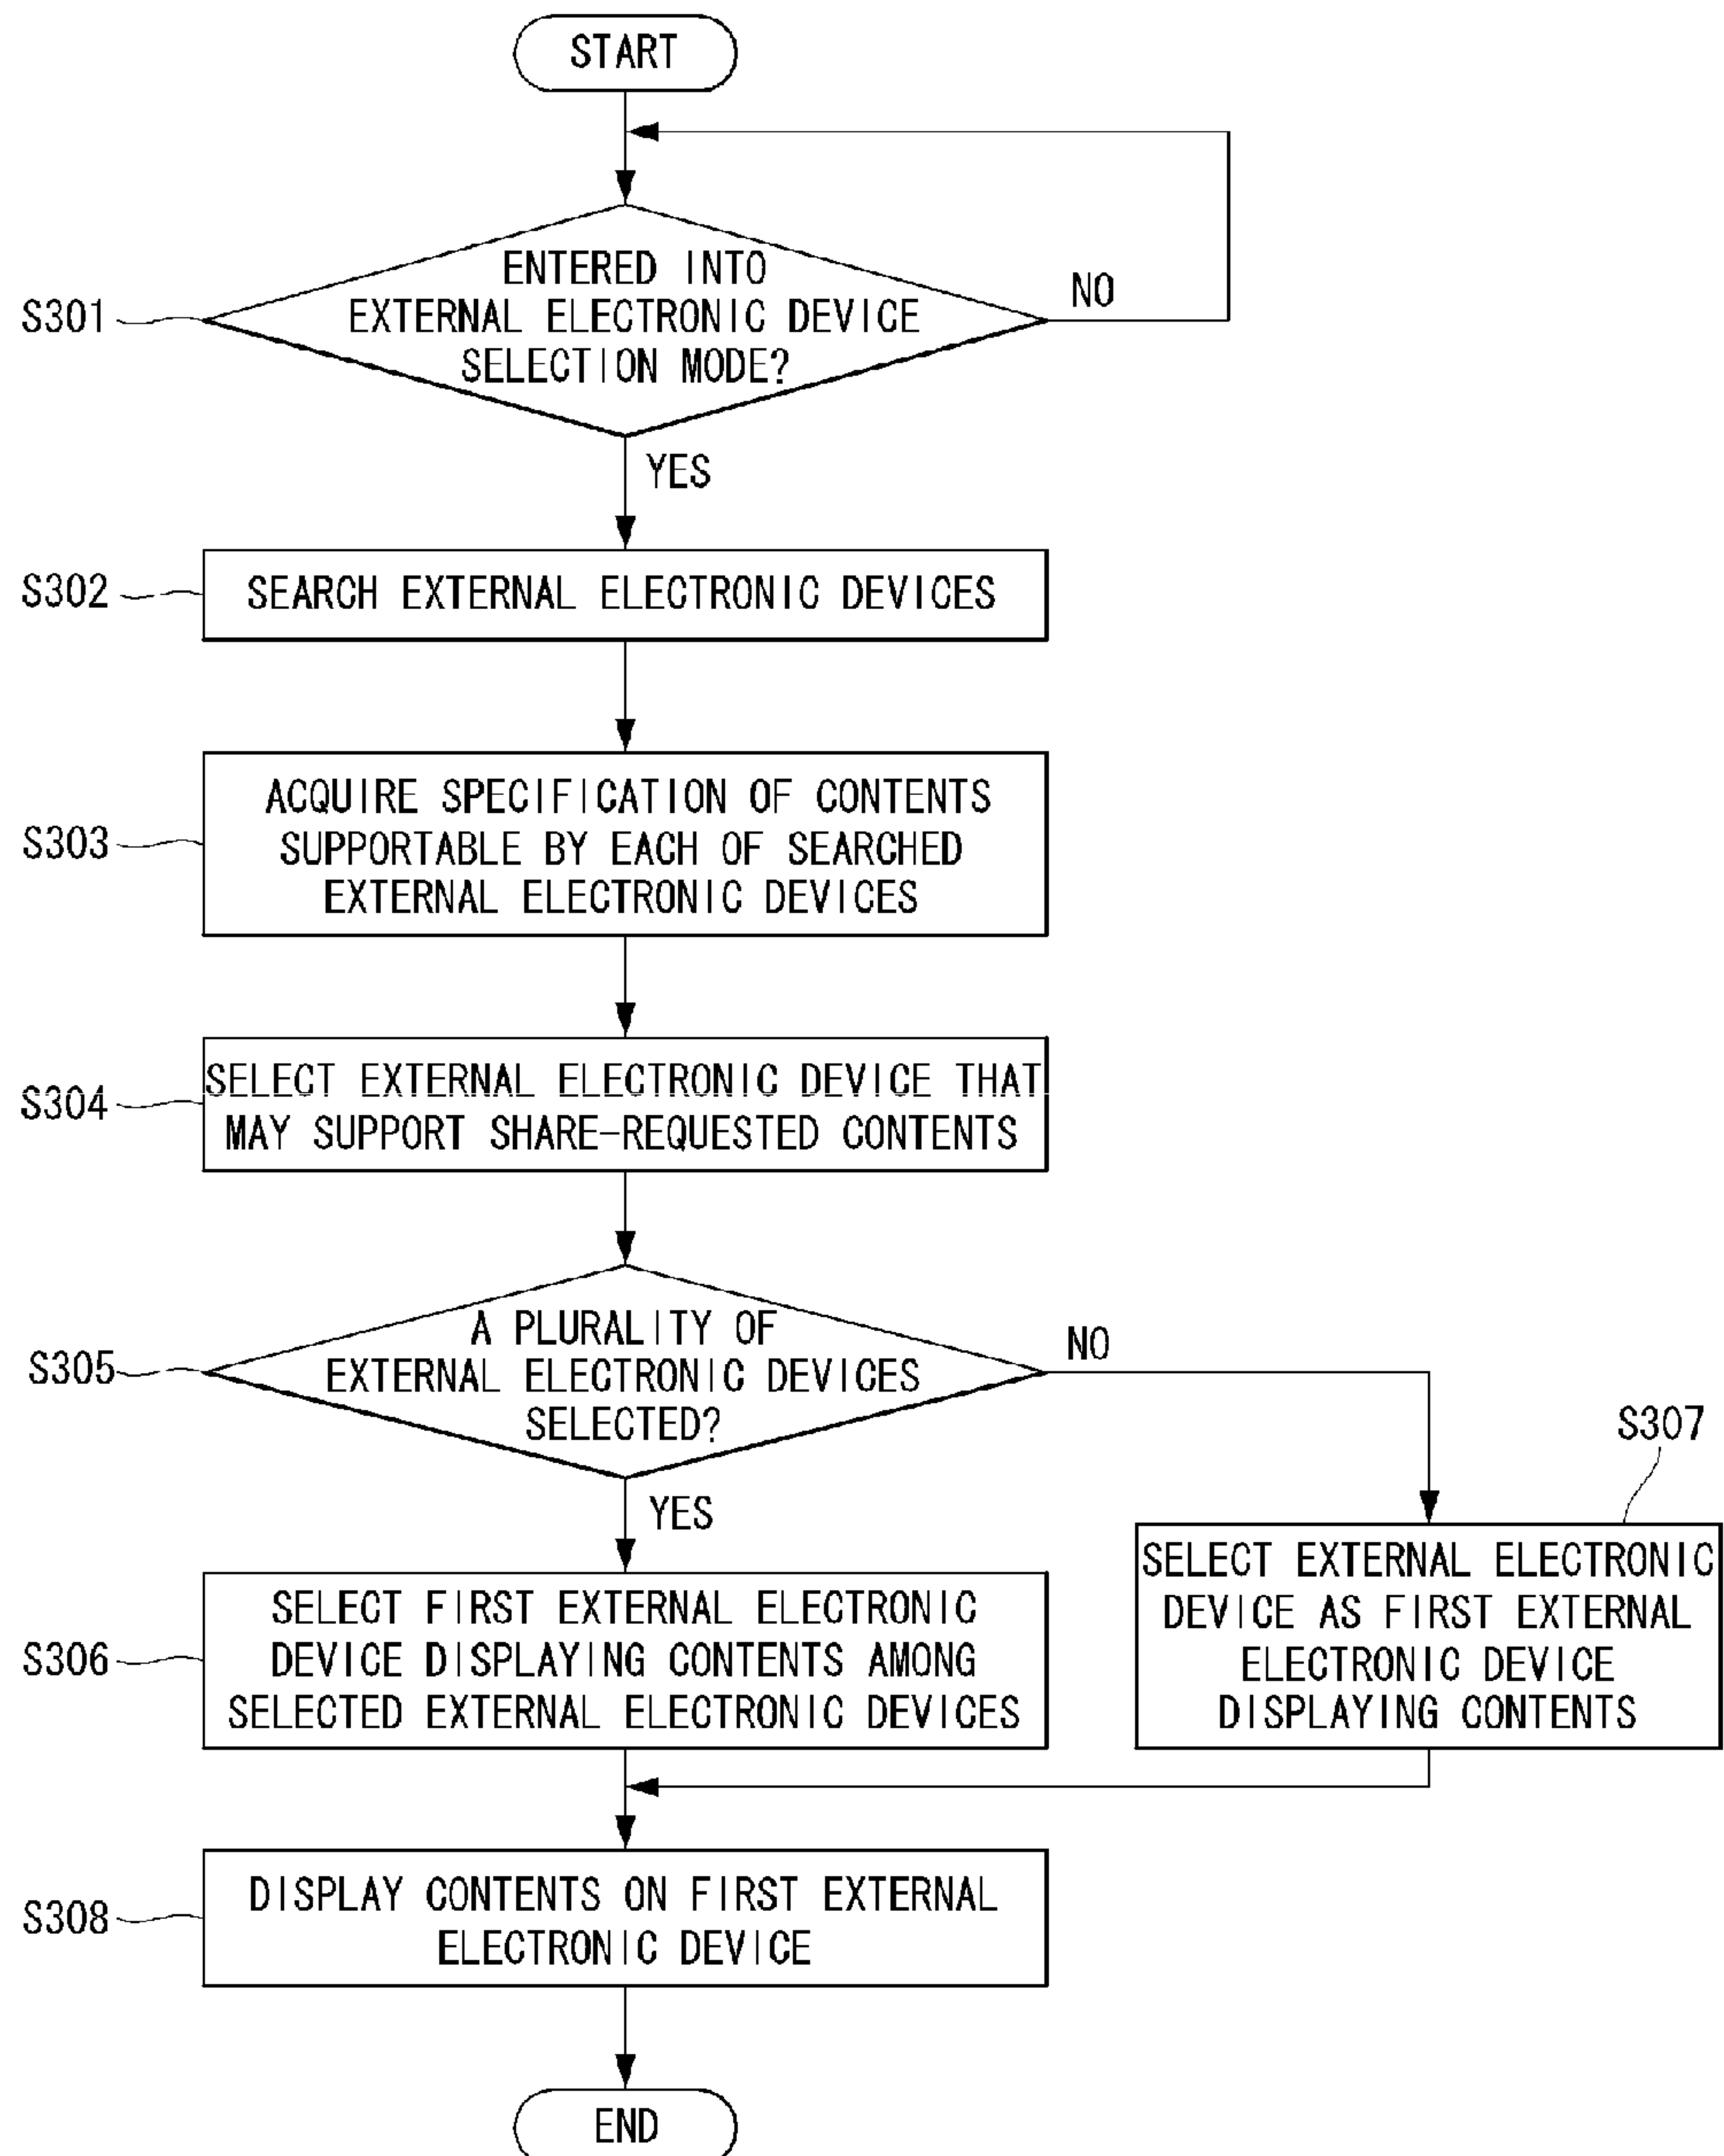 START
ENTERED INTO
EXTERNAL ELECTRONIC DEVICE
SELECTION MODE?
NO
S301
YES
S302
SEARCH EXTERNAL ELECTRONIC DEVICES
S303
ACQUIRE SPECIFICATION OF CONTENTS
SUPPORTABLE BY EACH OF SEARCHED
EXTERNAL ELECTRONIC DEVICES
S304
SELECT EXTERNAL ELECTRONIC DEVICE THAT
MAY SUPPORT SHARE-REQUESTED CONTENTS
S305
A PLURALITY OF
EXTERNAL ELECTRONIC DEVICES
SELECTED?
NO
YES
S307
S306
SELECT FIRST EXTERNAL ELECTRONIC
DEVICE DISPLAYING CONTENTS AMONG
SELECTED EXTERNAL ELECTRONIC DEVICES
SELECT EXTERNAL ELECTRONIC
DEVICE AS FIRST EXTERNAL
ELECTRONIC DEVICE
DISPLAYING CONTENTS
S308
DISPLAY CONTENTS ON FIRST EXTERNAL
ELECTRONIC DEVICE
END